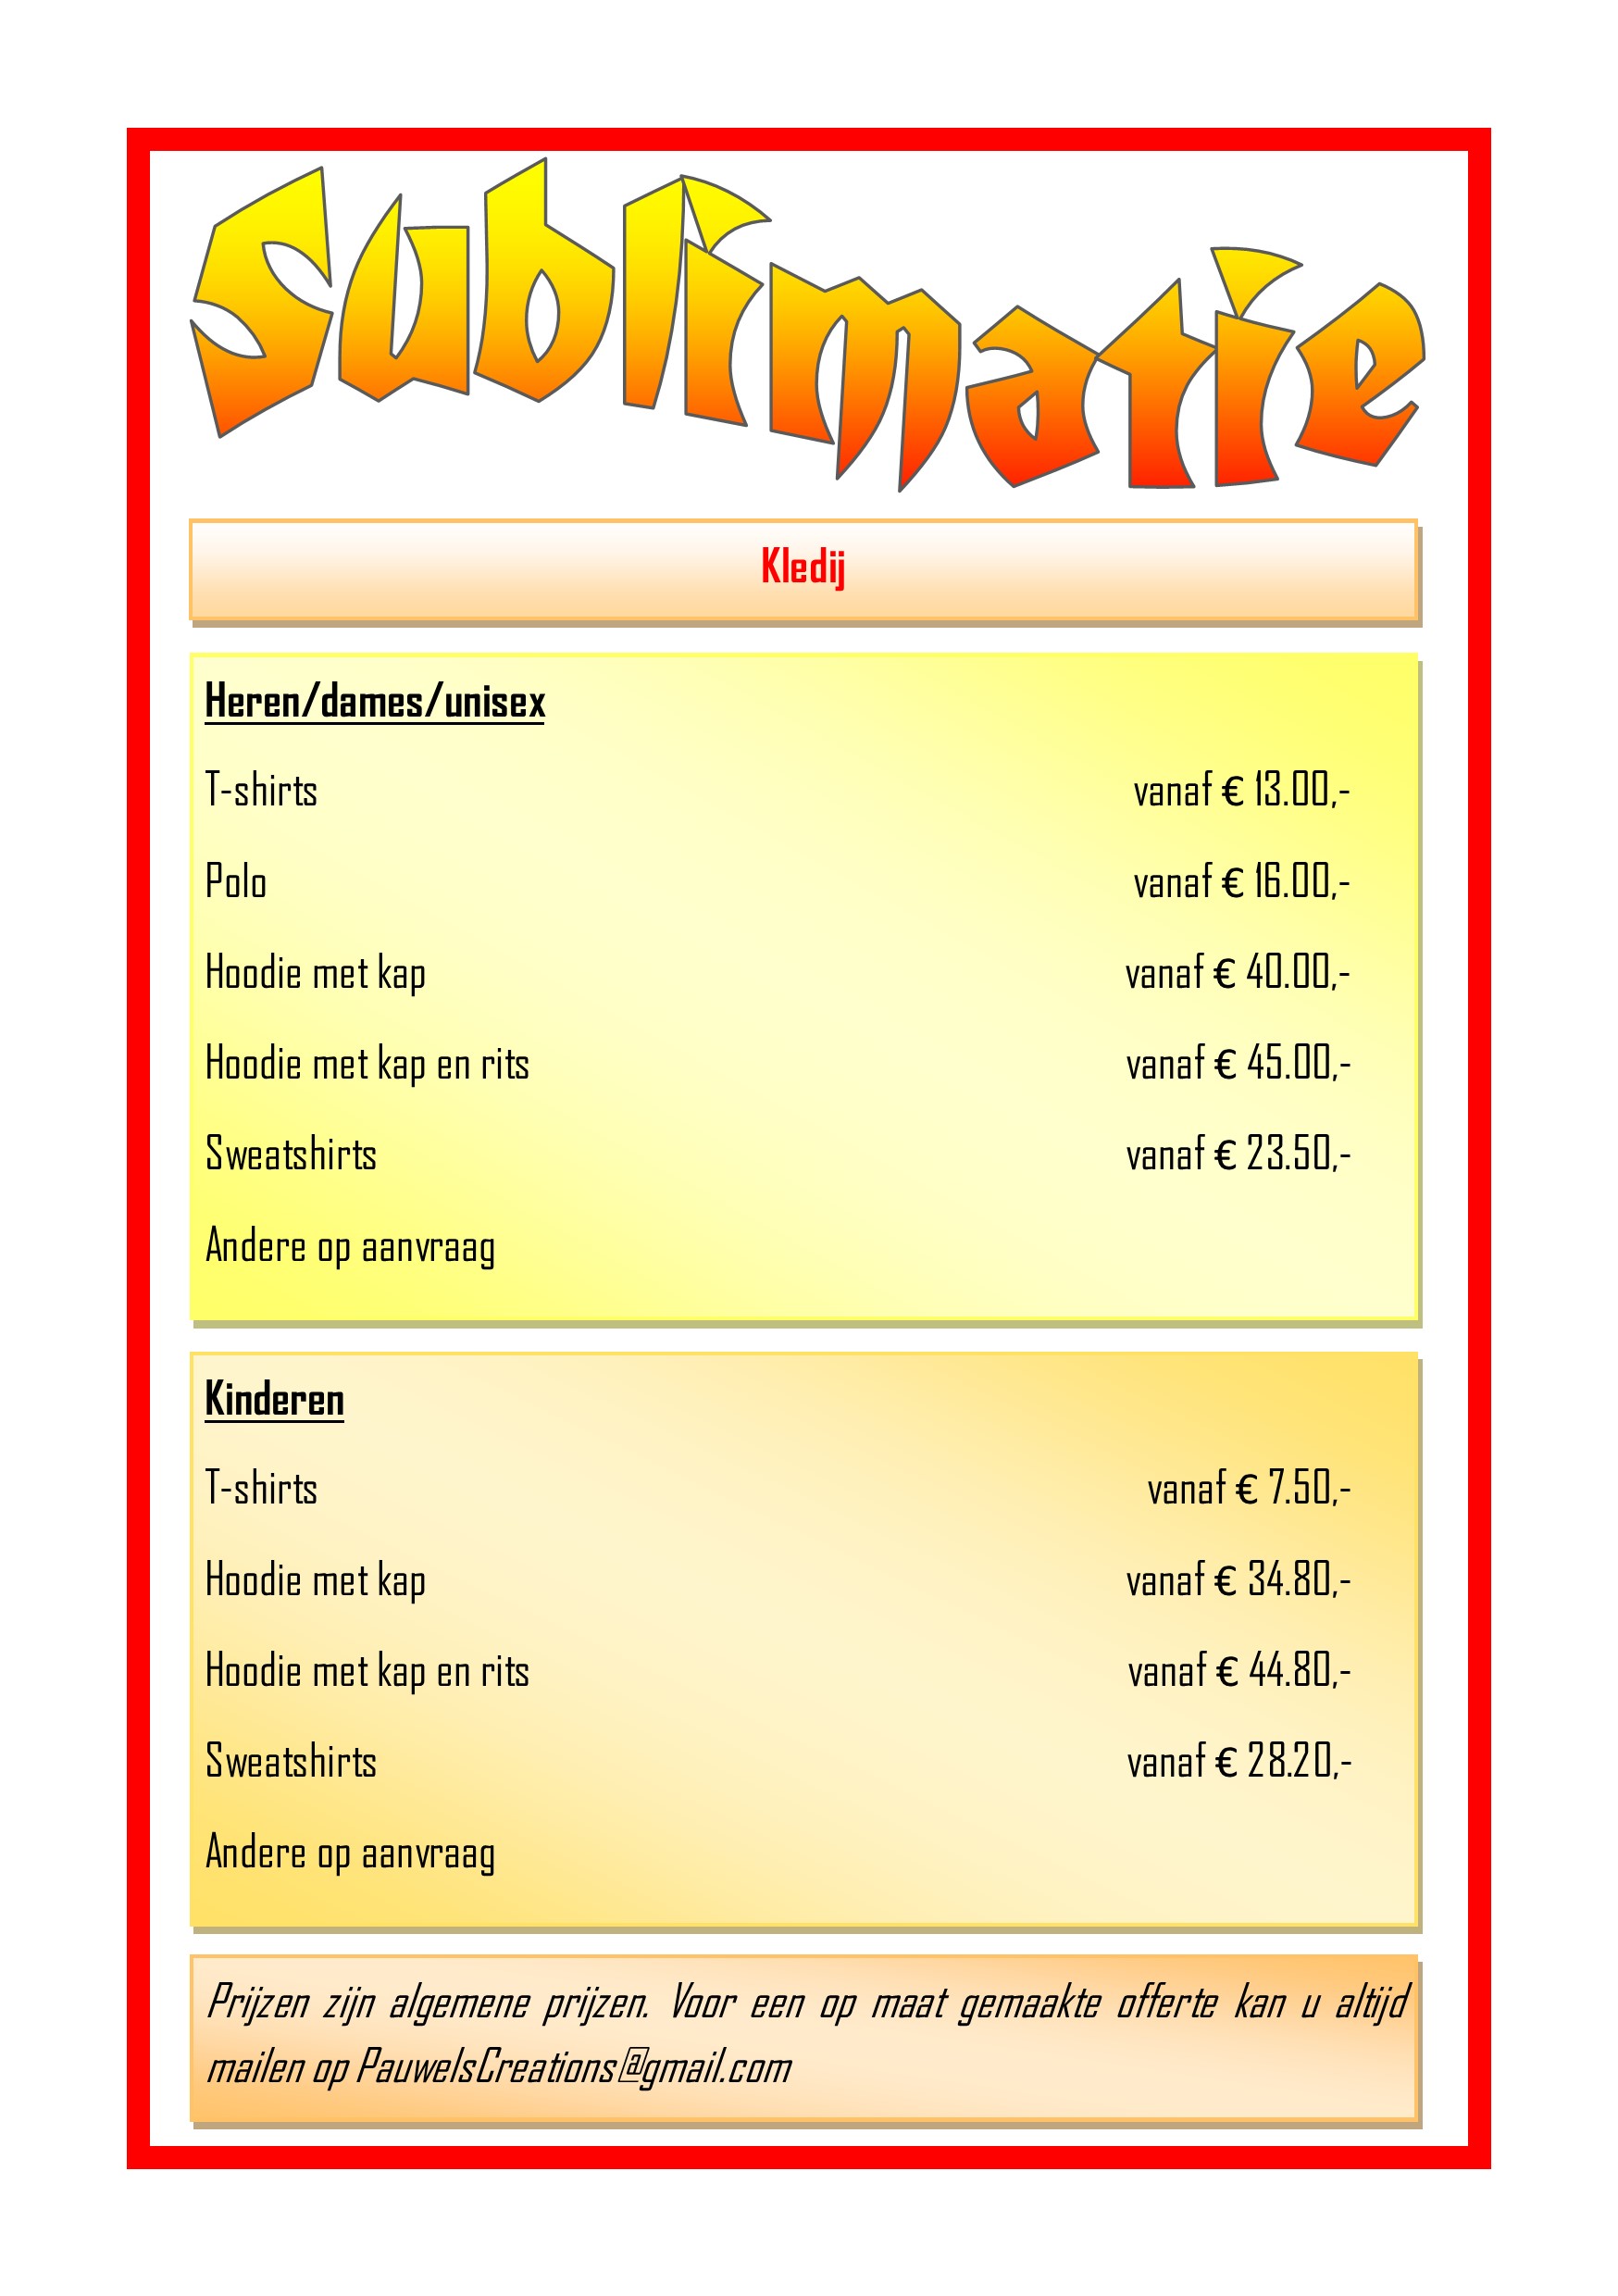 Sublimatie
Kledij
Heren/dames/unisex
T-shirts vanaf € 13.00,-
Polo vanaf € 16.00,-
Hoodie met kap vanaf € 40.00,-
Hoodie met kap en rits vanaf € 45.00,-
Sweatshirts vanaf € 23.50,-
Andere op aanvraag
Kinderen
T-shirts vanaf € 7.50,-
Hoodie met kap vanaf € 34.80,-
Hoodie met kap en rits vanaf € 44.80,-
Sweatshirts vanaf € 28.20,-
Andere op aanvraag
Prijzen zijn algemene prijzen. Voor een op maat gemaakte offerte kan u altijd
mailen op PauwelsCreations@gmail.com